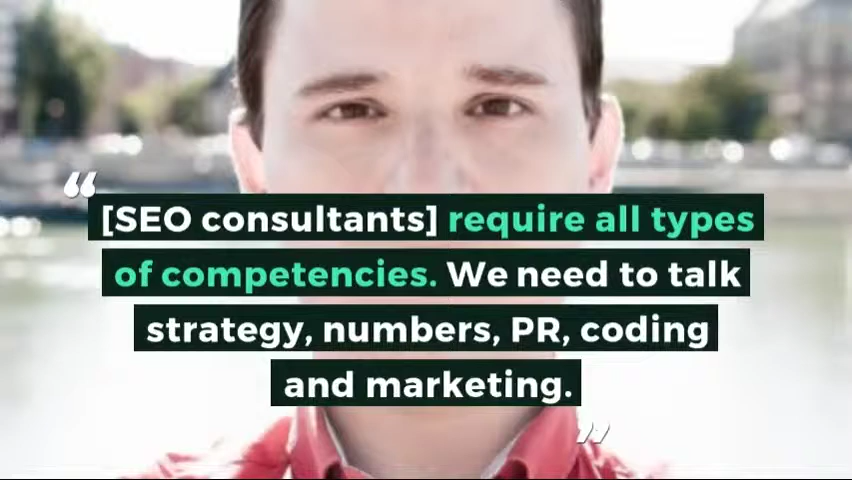 “
[SEO consultants] require all types
of competencies. We need to talk
strategy, numbers, PR, coding
and marketing.
”